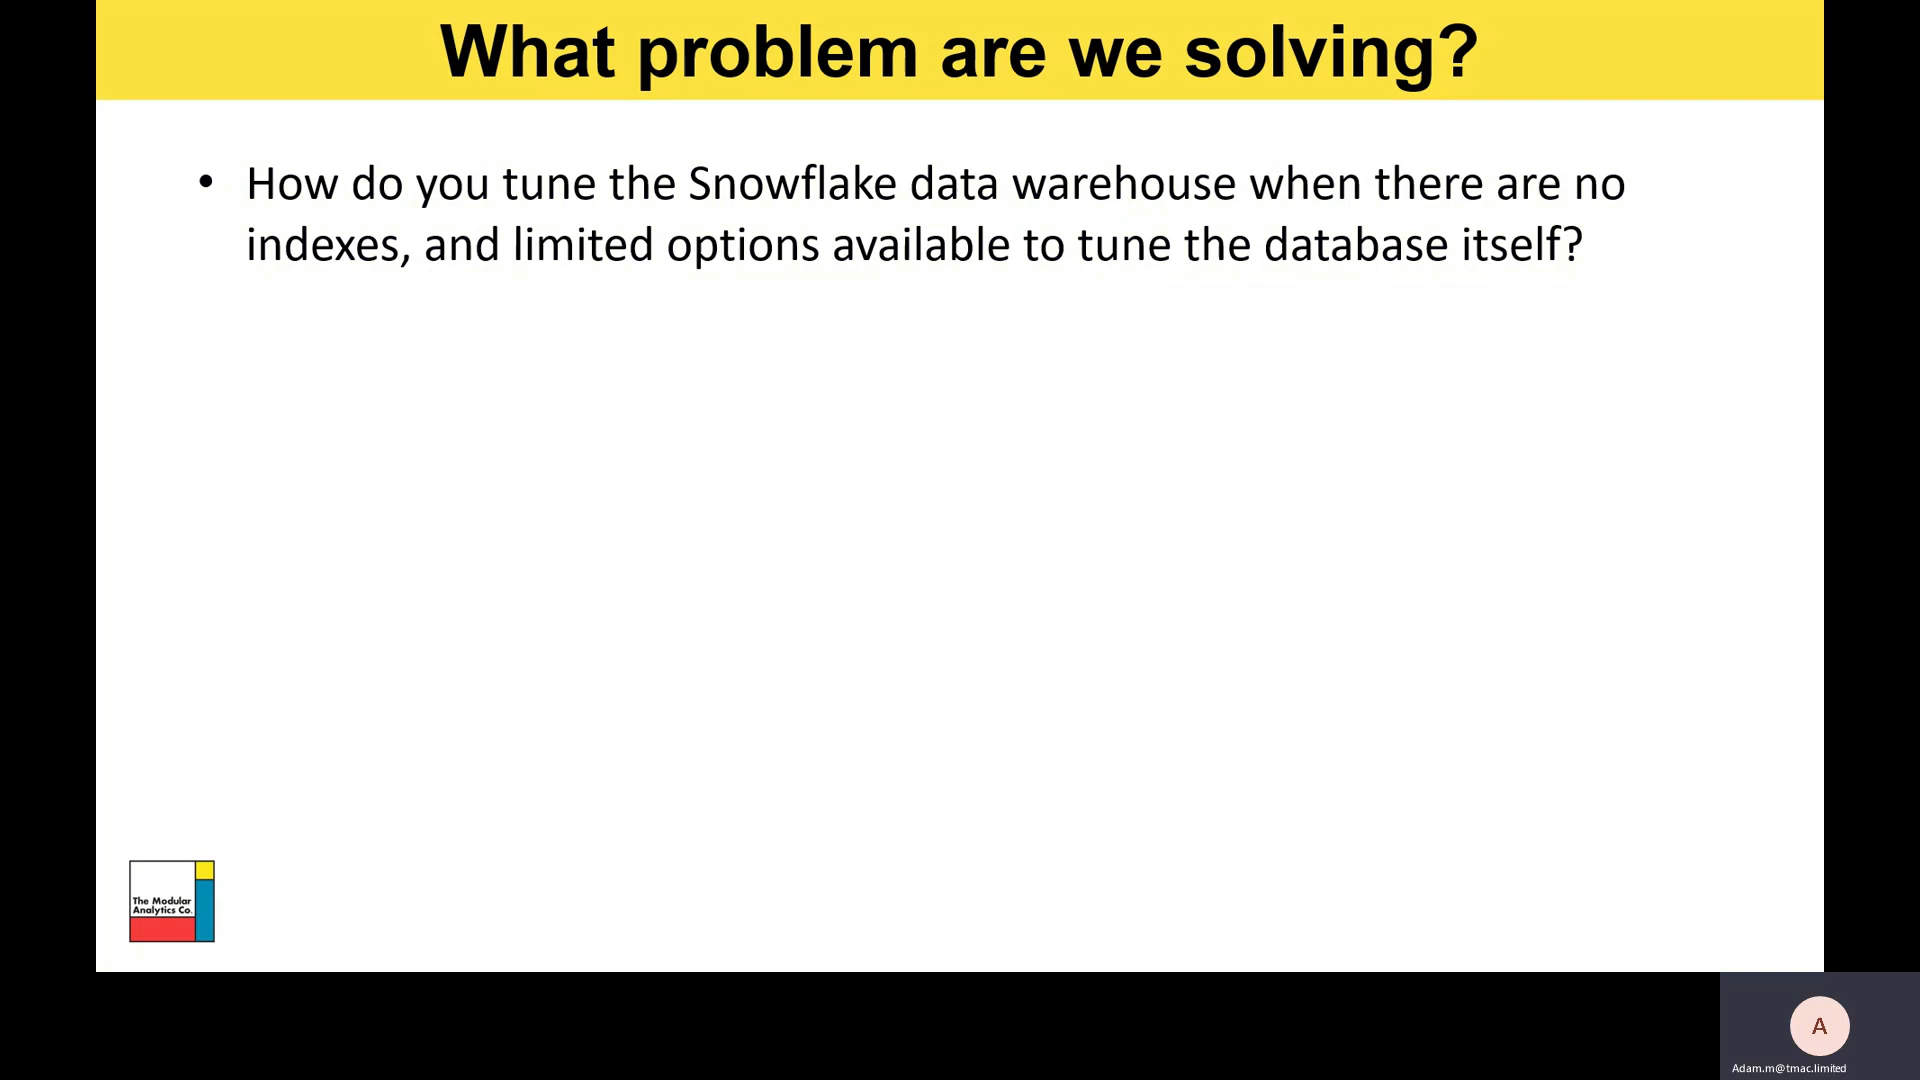 What problem are we solving?
• How do you tune the Snowflake data warehouse when there are no
indexes, and limited options available to tune the database itself?
The Modular
Analytics Co.
A
Adam.m@tmac.limited